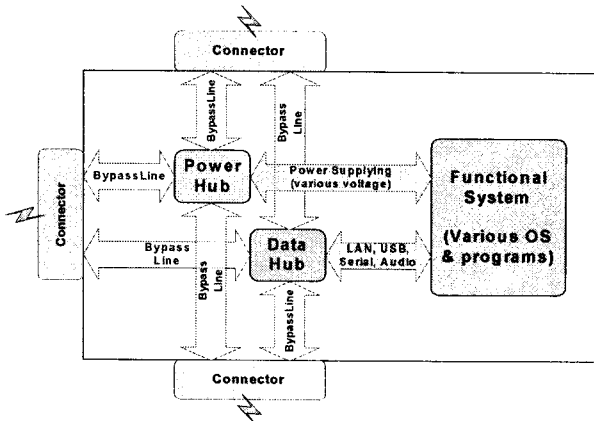 Connector
BypassLine
Bypass
Line
Connector
BypassLine
Power
Hub
Power Supplying
(various voltage)
Functional
System
(Various OS
& programs)
Bypass
Line
Bypass
Line
Data
Hub
LAN, USB,
Serial, Audio
BypassLine
Connector